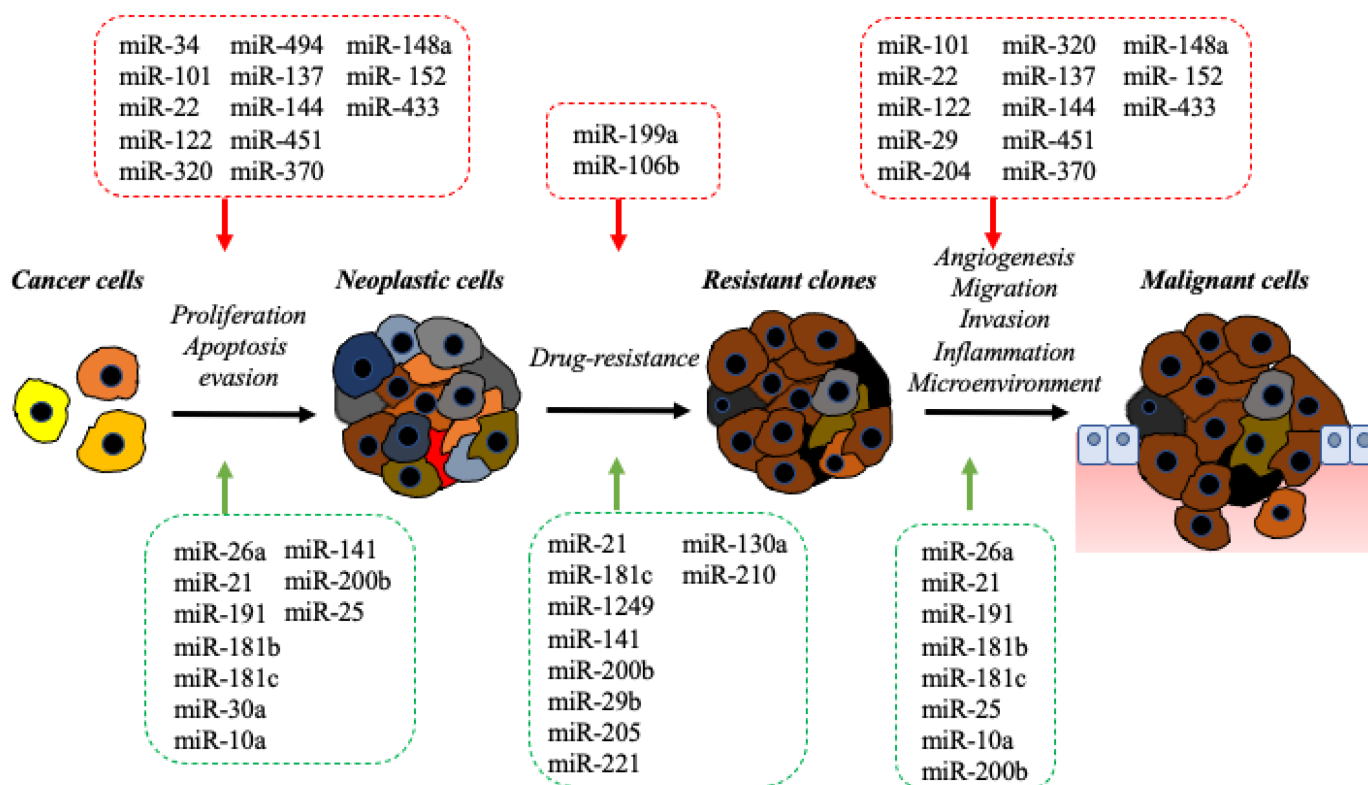 miR-34 miR-494 miR-148a
miR-101 miR-137 miR- 152
miR-22 miR-144 miR-433
miR-122 miR-451
miR-320 miR-370
miR-199a
miR-106b
miR-101 miR-320 miR-148a
miR-22 miR-137 miR- 152
miR-122 miR-144 miR-433
miR-29 miR-451
miR-204 miR-370
Cancer cells
Proliferation
Apoptosis
evasion
Neoplastic cells
Drug-resistance
Resistant clones
Angiogenesis
Migration
Invasion
Inflammation
Microenvironment
Malignant cells
miR-26a miR-141
miR-21 miR-200b
miR-191 miR-25
miR-181b
miR-181c
miR-30a
miR-10a
miR-21 miR-130a
miR-181c miR-210
miR-1249
miR-141
miR-200b
miR-29b
miR-205
miR-221
miR-26a
miR-21
miR-191
miR-181b
miR-181c
miR-25
miR-10a
miR-200b